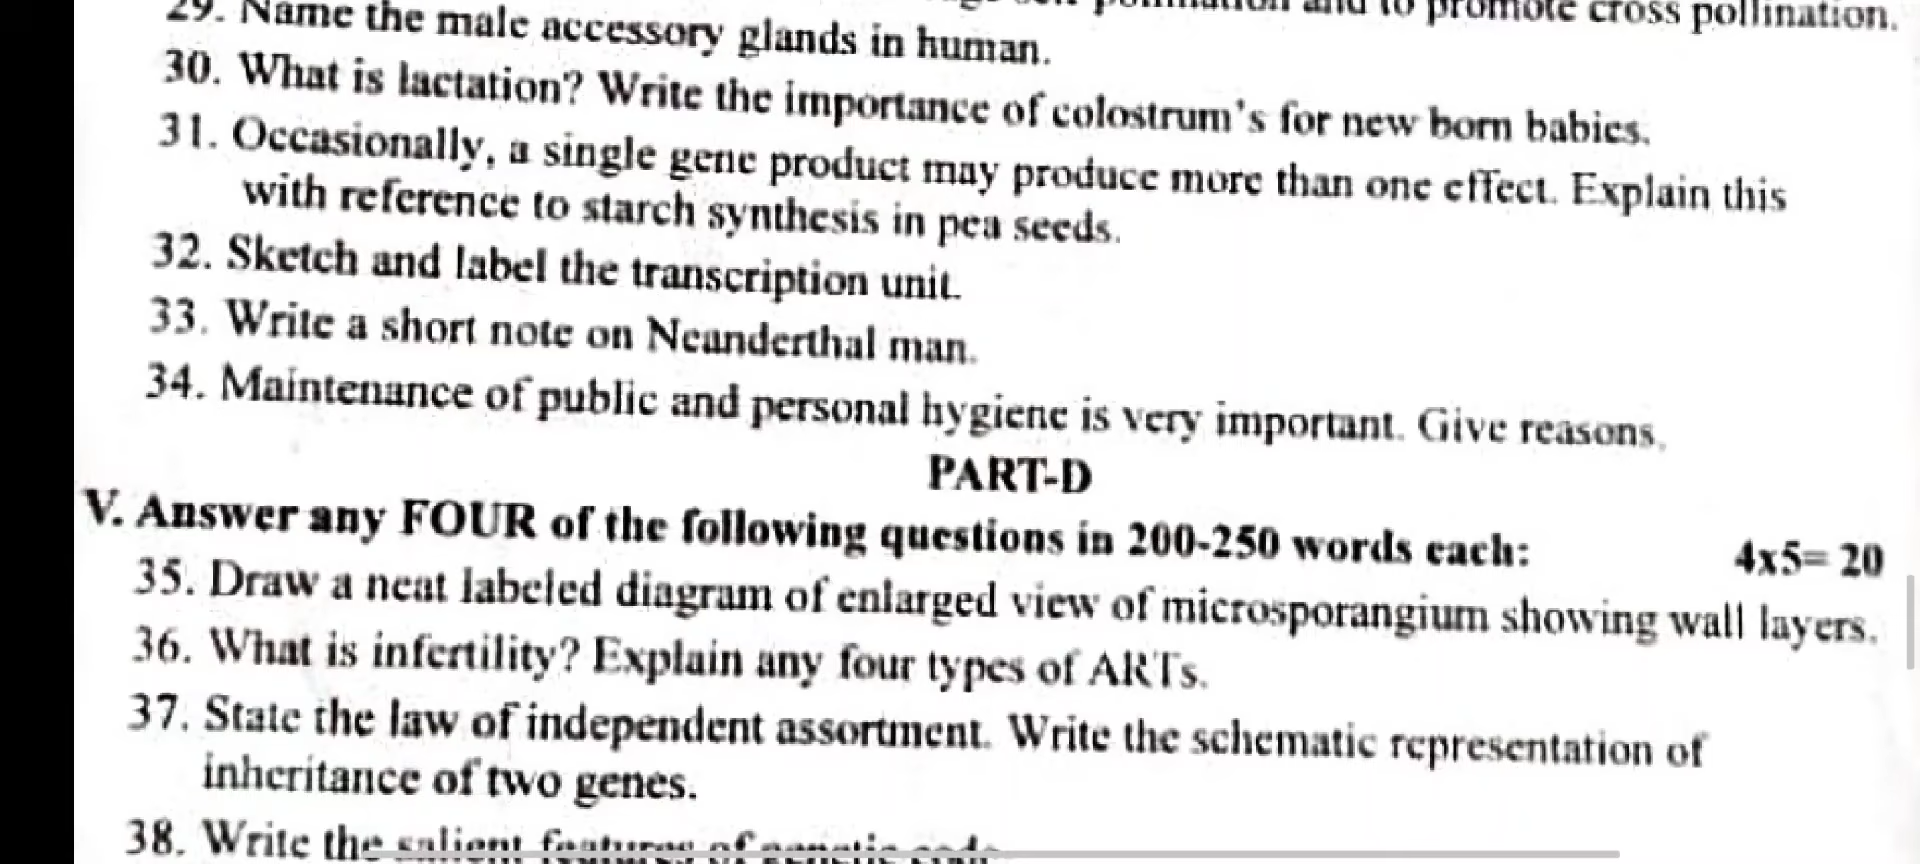 pollination and to promote cross pollination.
29. Name the male accessory glands in human.
30. What is lactation? Write the importance of colostrum's for new born babies.
31. Occasionally, a single gene product may produce more than one effect. Explain this
with reference to starch synthesis in pea seeds.
32. Sketch and label the transcription unit.
33. Write a short note on Neanderthal man.
34. Maintenance of public and personal hygiene is very important. Give reasons.
PART-D
V. Answer any FOUR of the following questions in 200-250 words each: 4x5= 20
35. Draw a neat labeled diagram of enlarged view of microsporangium showing wall layers.
36. What is infertility? Explain any four types of ARTs.
37. State the law of independent assortment. Write the schematic representation of
inheritance of two genes.
38. Write the salient features of genetic code